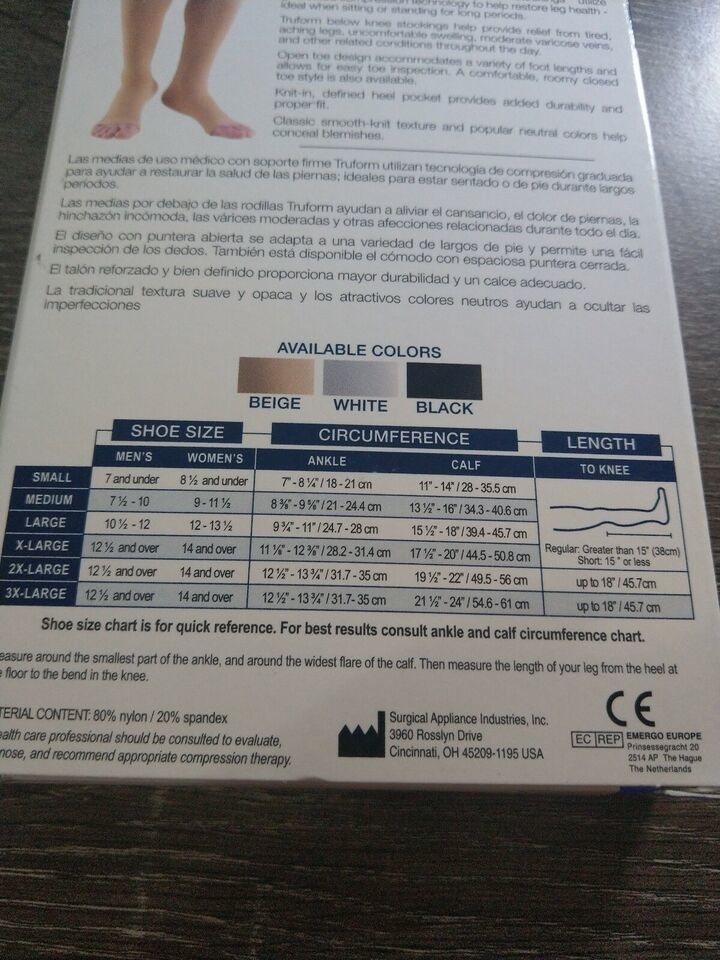 technology to help restore leg health -
ideal when sitting or standing for long periods.
Truform below knee stockings help provide relief from tired,
aching legs, uncomfortable swelling, moderate varicose veins,
and other related conditions throughout the day.
Open toe design accommodates a variety of foot lengths and
allows for easy toe inspection. A comfortable, roomy closed
toe style is also available.
Knit-in, defined heel pocket provides added durability and
proper fit.
Classic smooth-knit texture and popular neutral colors help
conceal blemishes.
Las medias de uso médico con soporte firme Truform utilizan tecnología de compresión graduada
para ayudar a restaurar la salud de las piernas; ideales para estar sentado o de pie durante largos
períodos.
Las medias por debajo de las rodillas Truform ayudan a aliviar el cansancio, el dolor de piernas, la
hinchazón incómoda, las várices moderadas y otras afecciones relacionadas durante todo el día.
El diseño con puntera abierta se adapta a una variedad de largos de pie y permite una fácil
inspección de los dedos. También está disponible el cómodo con espaciosa puntera cerrada.
El talón reforzado y bien definido proporciona mayor durabilidad y un calce adecuado.
La tradicional textura suave y opaca y los atractivos colores neutros ayudan a ocultar las
imperfecciones
AVAILABLE COLORS
BEIGE WHITE BLACK
SHOE SIZE CIRCUMFERENCE LENGTH
MEN'S WOMEN'S ANKLE CALF TO KNEE
SMALL 7 and under 8 ½ and under 7" - 8 ¼" / 18 - 21 cm 11" - 14" / 28 - 35.5 cm
MEDIUM 7 ½ - 10 9 - 11 ½ 8 ⅜" - 9 ⅝" / 21 - 24.4 cm 13 ½" - 16" / 34.3 - 40.6 cm
LARGE 10 ½ - 12 12 - 13 ½ 9 ¾" - 11" / 24.7 - 28 cm 15 ½" - 18" / 39.4 - 45.7 cm
X-LARGE 12 ½ and over 14 and over 11 ⅛" - 12 ⅜" / 28.2 - 31.4 cm 17 ½" - 20" / 44.5 - 50.8 cm Regular: Greater than 15" (38cm)
Short: 15 " or less
2X-LARGE 12 ½ and over 14 and over 12 ½" - 13 ¾" / 31.7 - 35 cm 19 ½" - 22" / 49.5 - 56 cm up to 18" / 45.7cm
3X-LARGE 12 ½ and over 14 and over 12 ½" - 13 ¾" / 31.7- 35 cm 21 ½" - 24" / 54.6 - 61 cm up to 18" / 45.7 cm
Shoe size chart is for quick reference. For best results consult ankle and calf circumference chart.
easure around the smallest part of the ankle, and around the widest flare of the calf. Then measure the length of your leg from the heel at
e floor to the bend in the knee.
TERIAL CONTENT: 80% nylon / 20% spandex
ealth care professional should be consulted to evaluate,
nose, and recommend appropriate compression therapy.
Surgical Appliance Industries, Inc.
3960 Rosslyn Drive
Cincinnati, OH 45209-1195 USA
CE
EC REP EMERGO EUROPE
Prinsessegracht 20
2514 AP The Hague
The Netherlands